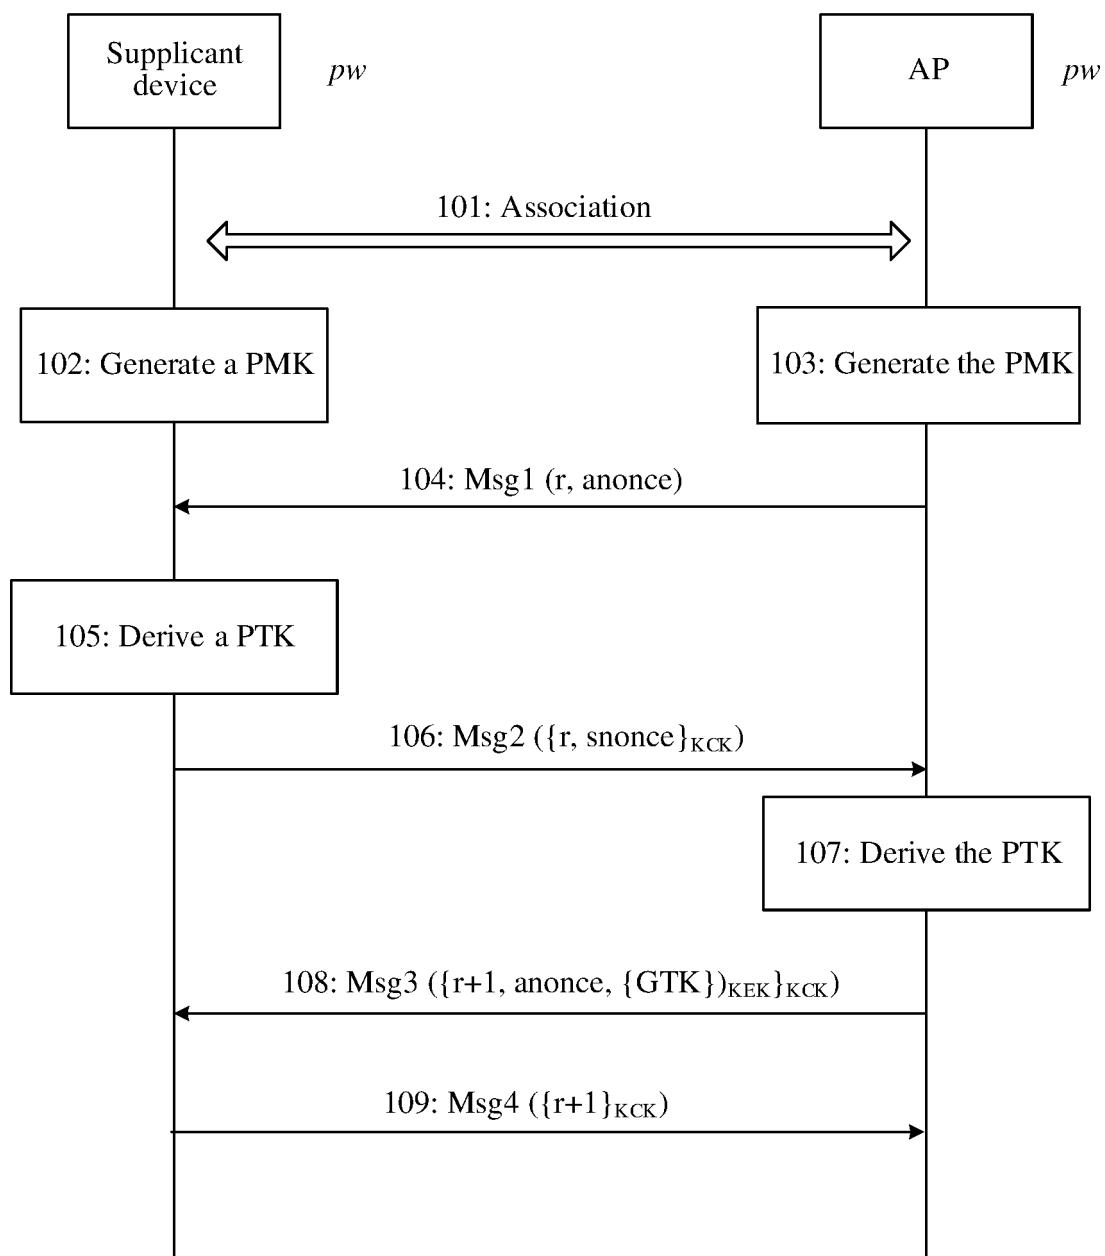 Supplicant
device
pw
AP
pw
101: Association
102: Generate a PMK
103: Generate the PMK
104: Msg1 (r, anonce)
105: Derive a PTK
106: Msg2 ({r, snonce}KCK)
107: Derive the PTK
108: Msg3 ({r+1, anonce, {GTK})KEK}KCK)
109: Msg4 ({r+1}KCK)